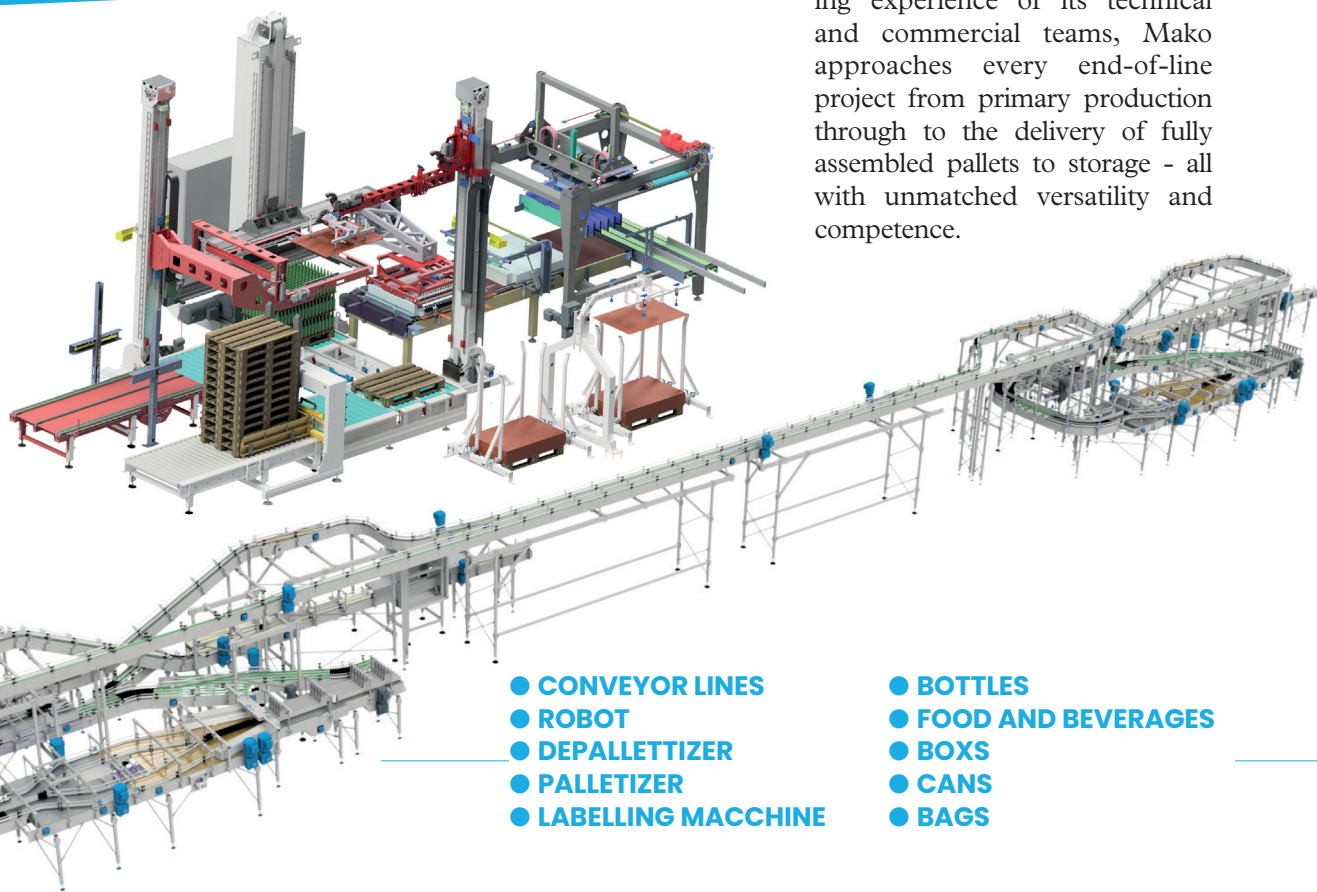 ing experience of its technical
and commercial teams, Mako
approaches every end-of-line
project from primary production
through to the delivery of fully
assembled pallets to storage - all
with unmatched versatility and
competence.
● CONVEYOR LINES
● ROBOT
● DEPALLETTIZER
● PALLETIZER
● LABELLING MACCHINE
● BOTTLES
● FOOD AND BEVERAGES
● BOXS
● CANS
● BAGS